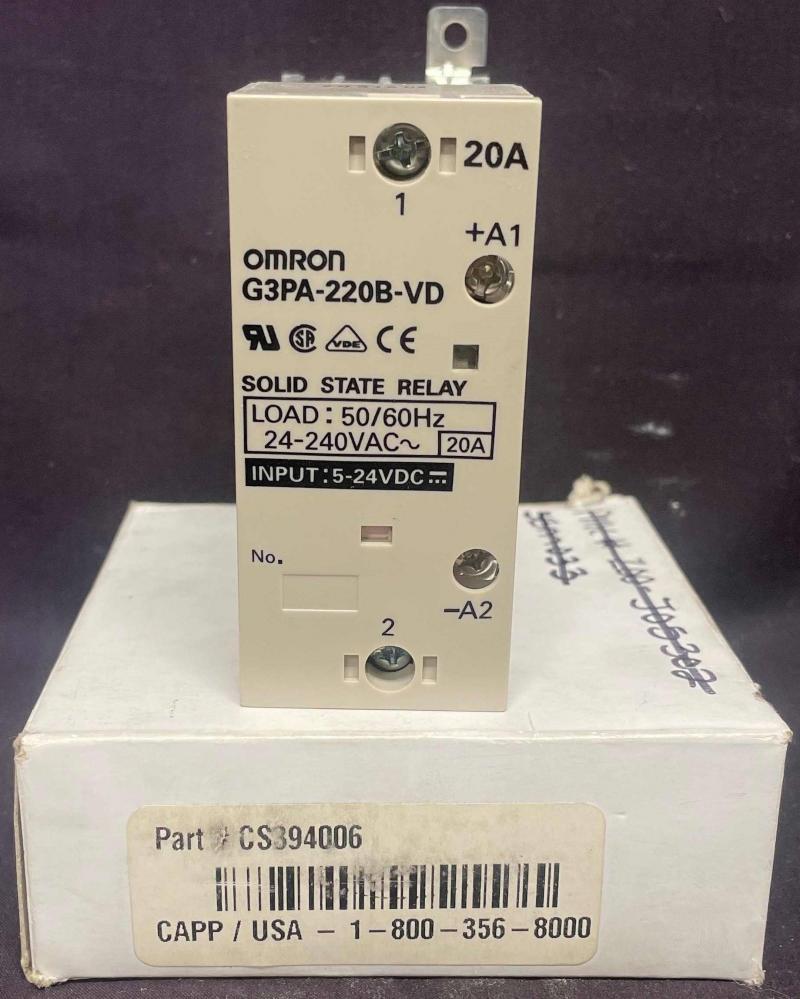 20A
1
+A1
OMRON
G3PA-220B-VD
VDE CE
SOLID STATE RELAY
LOAD: 50/60Hz
24-240VAC~ 20A
INPUT: 5-24VDC
No.
-A2
2
Part # CS394006
CAPP / USA - 1-800-356-8000